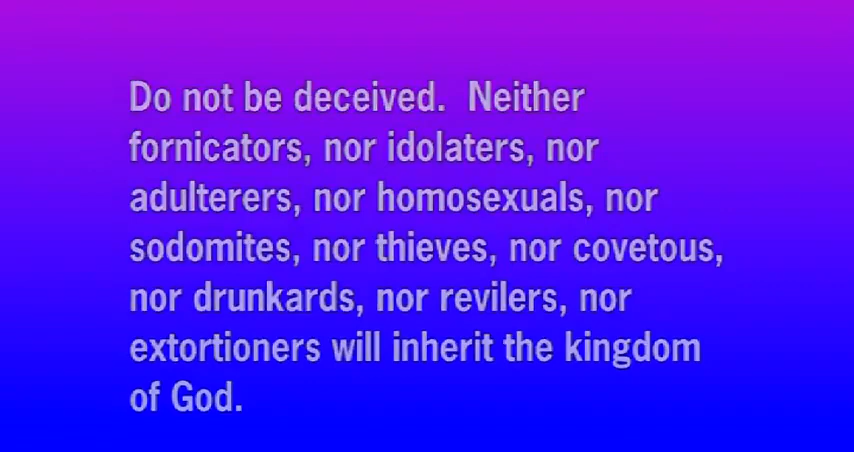 Do not be deceived.  Neither
fornicators, nor idolaters, nor
adulterers, nor homosexuals, nor
sodomites, nor thieves, nor covetous,
nor drunkards, nor revilers, nor
extortioners will inherit the kingdom
of God.